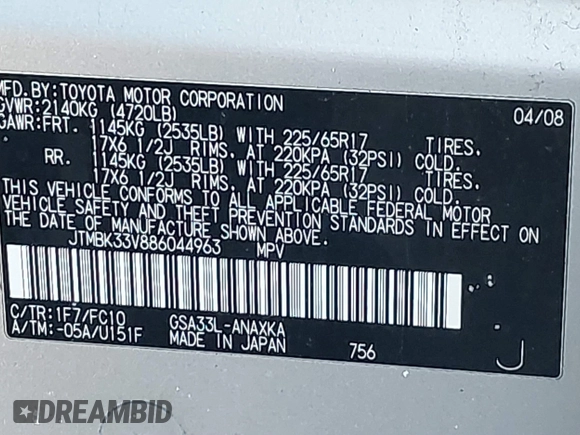 MFD.BY:TOYOTA MOTOR CORPORATION 04/08
GVWR:2140KG (4720LB)
GAWR:FRT. 1145KG (2535LB) WITH 225/65R17 TIRES.
17X6 1/2J RIMS. AT 220KPA (32PSI) COLD.
RR. 1145KG (2535LB) WITH 225/65R17 TIRES.
17X6 1/2J RIMS. AT 220KPA (32PSI) COLD.
THIS VEHICLE CONFORMS TO ALL APPLICABLE FEDERAL MOTOR
VEHICLE SAFETY AND THEFT PREVENTION STANDARDS IN EFFECT ON
THE DATE OF MANUFACTURE SHOWN ABOVE.
JTMBK33V886044963 MPV
C/TR:1F7/FC10 GSA33L-ANAXKA
A/TM:-05A/U151F MADE IN JAPAN 756 J
DREAMBID